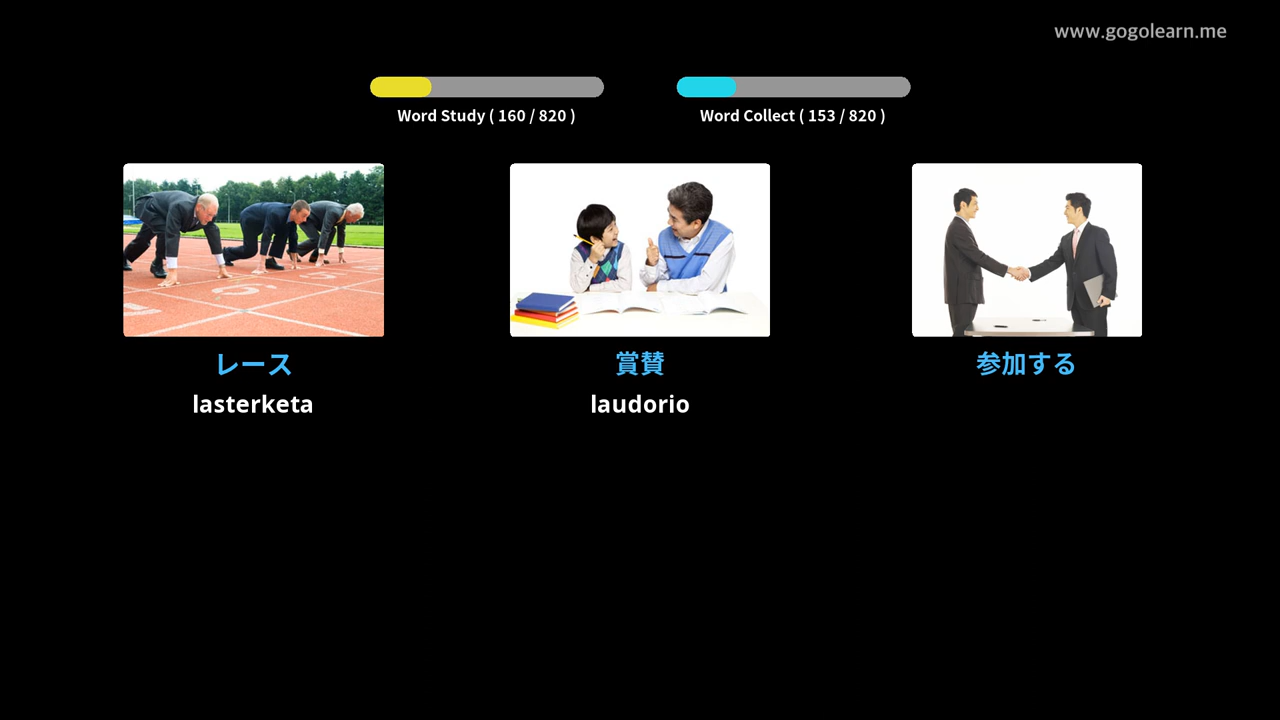 www.gogolearn.me
Word Study ( 160 / 820 )
Word Collect ( 153 / 820 )
レース
賞賛
参加する
lasterketa
laudorio